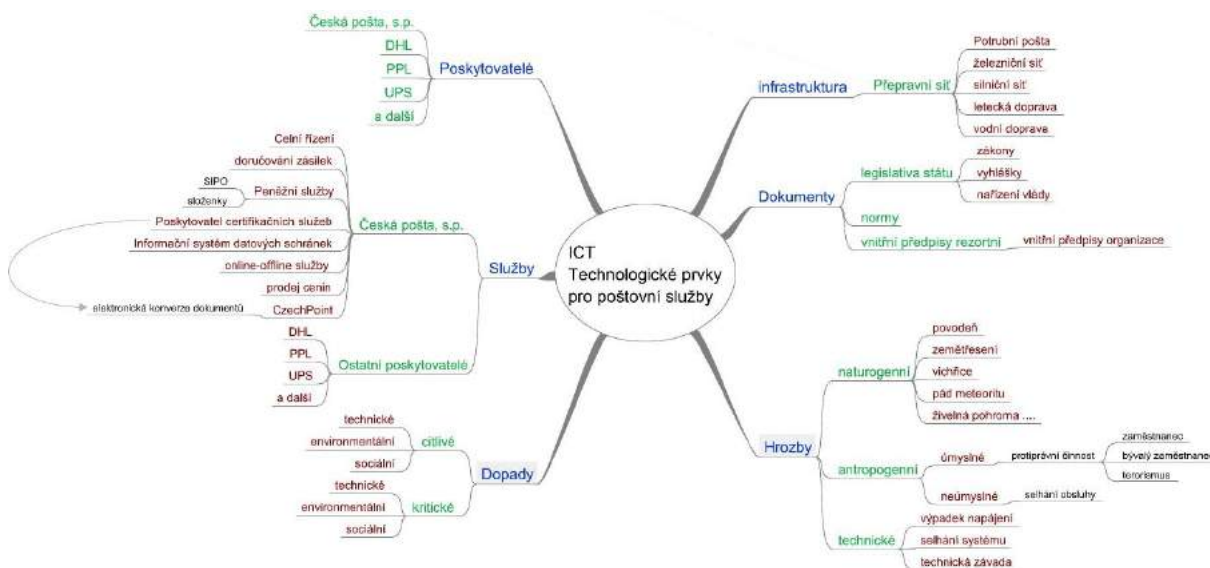 Česká pošta, s.p.
DHL
PPL
UPS
a další
Poskytovatelé
Celní řízení
doručování zásilek
SIPO
složenky
Peněžní služby
Poskytovatel certifikačních služeb
Informační systém datových schránek
online-offline služby
prodej cenin
elektronická konverze dokumentů
CzechPoint
Česká pošta, s.p.
DHL
PPL
UPS
a další
Ostatní poskytovatelé
Služby
technické
environmentální
sociální
citlivé
technické
environmentální
sociální
kritické
Dopady
ICT
Technologické prvky
pro poštovní služby
infrastruktura
Přepravní síť
Potrubní pošta
železniční síť
silniční síť
letecká doprava
vodní doprava
Dokumenty
legislativa státu
zákony
vyhlášky
nařízení vlády
normy
vnitřní předpisy rezortní
vnitřní předpisy organizace
Hrozby
naturogenní
povodeň
zemětřesení
vichřice
pád meteoritu
živelná pohroma ....
antropogenní
úmyslné
protiprávní činnost
zaměstnanec
bývalý zaměstnanec
terorismus
neúmyslné
selhání obsluhy
technické
výpadek napájení
selhání systému
technická závada